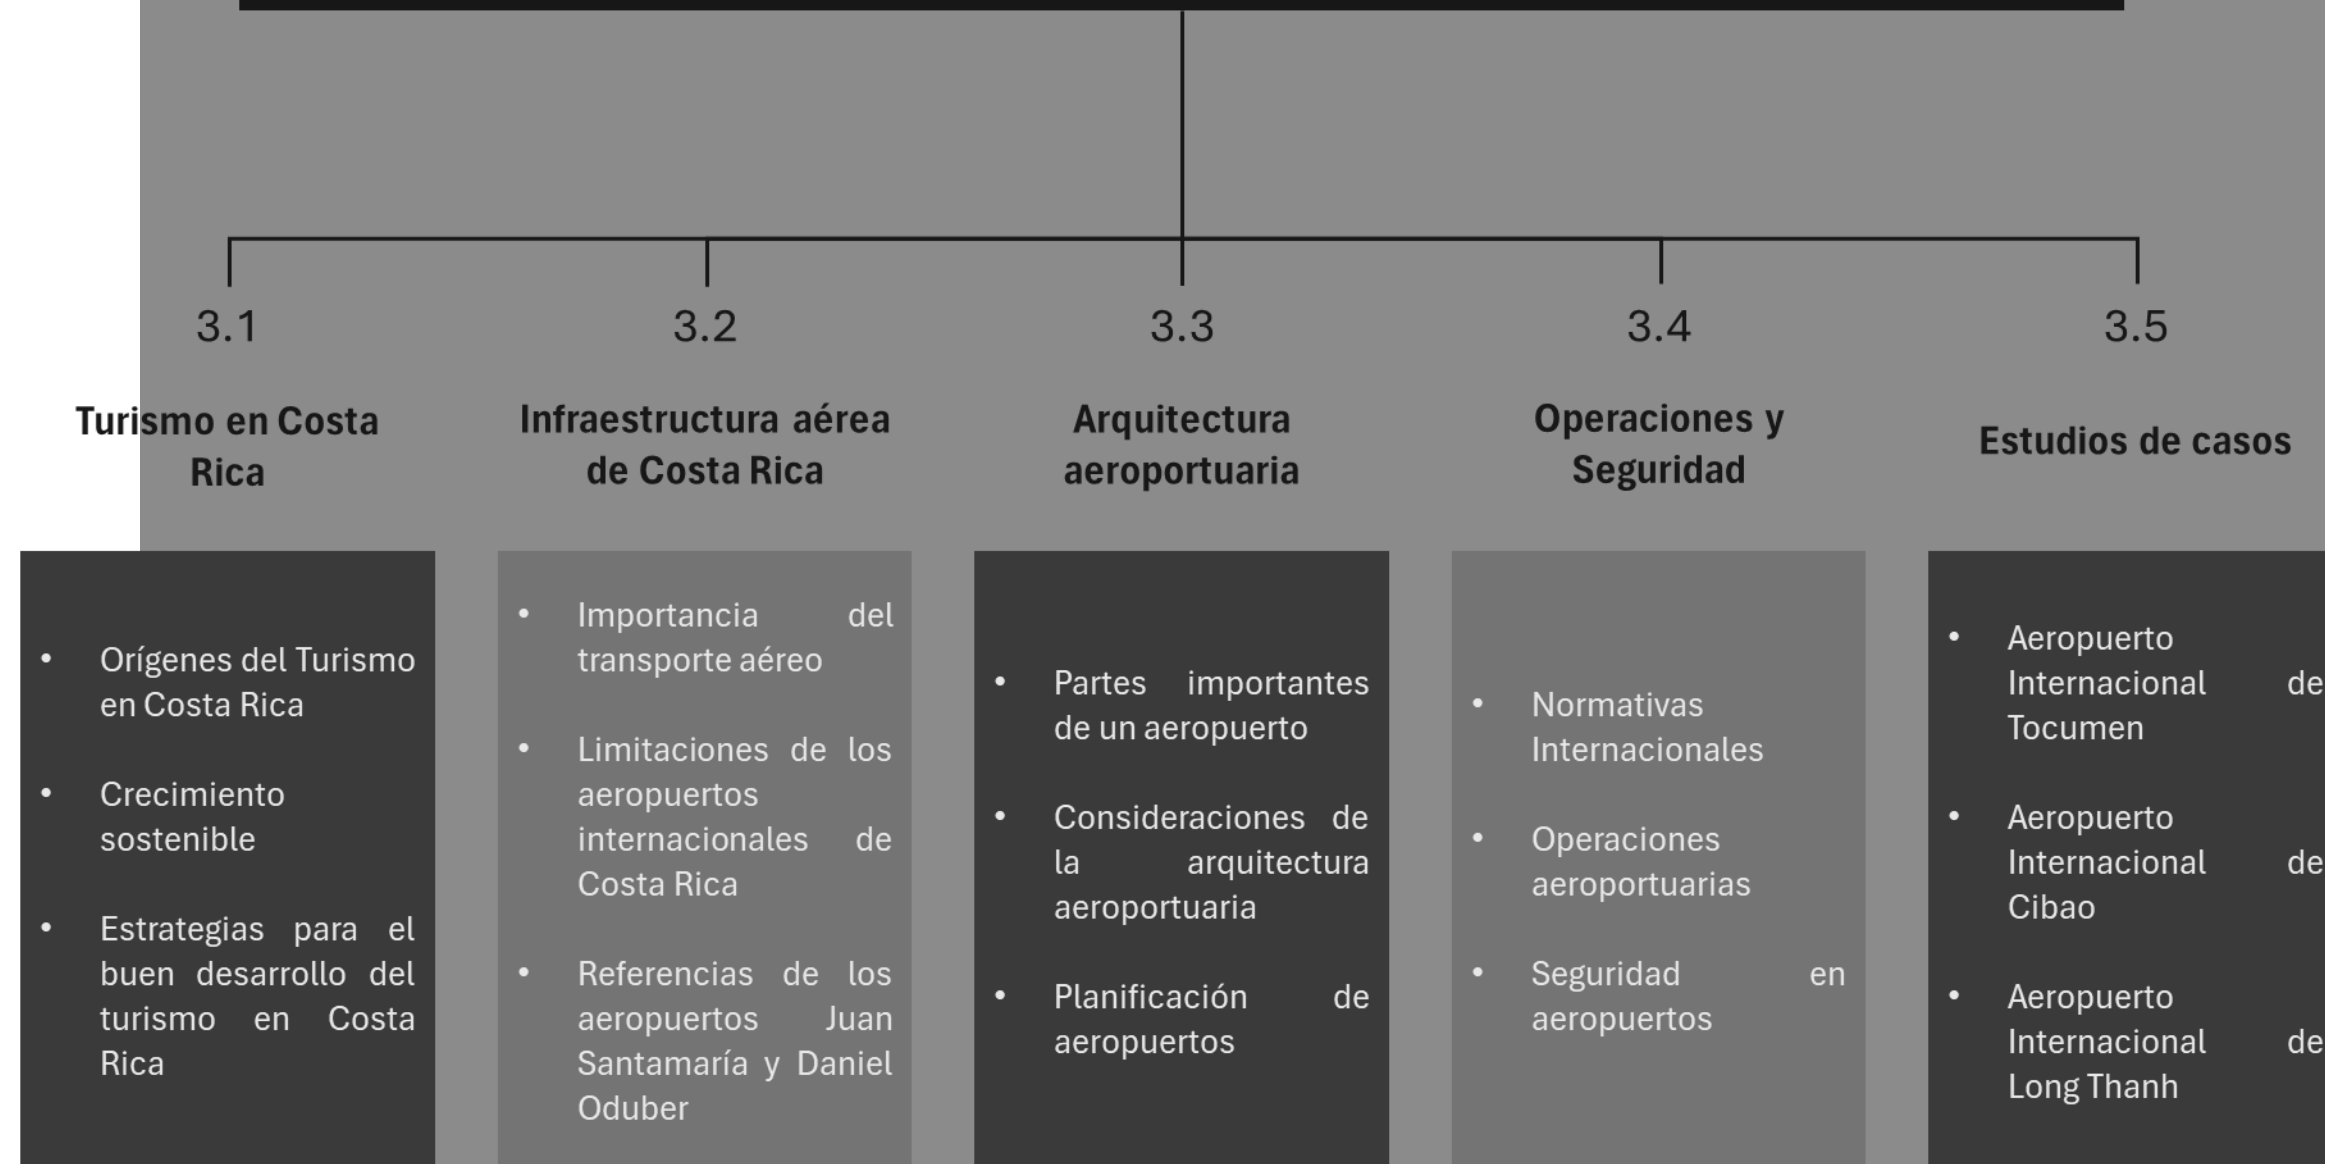 3.1
Turismo en Costa
Rica
Orígenes del Turismo
en Costa Rica
Crecimiento
sostenible
Estrategias para el
buen desarrollo del
turismo en Costa
Rica
3.2
Infraestructura aérea
de Costa Rica
Importancia del
transporte aéreo
Limitaciones de los
aeropuertos
internacionales de
Costa Rica
Referencias de los
aeropuertos Juan
Santamaría y Daniel
Oduber
3.3
Arquitectura
aeroportuaria
Partes importantes
de un aeropuerto
Consideraciones de
la arquitectura
aeroportuaria
Planificación de
aeropuertos
3.4
Operaciones y
Seguridad
Normativas
Internacionales
Operaciones
aeroportuarias
Seguridad en
aeropuertos
3.5
Estudios de casos
Aeropuerto
Internacional de
Tocumen
Aeropuerto
Internacional de
Cibao
Aeropuerto
Internacional de
Long Thanh